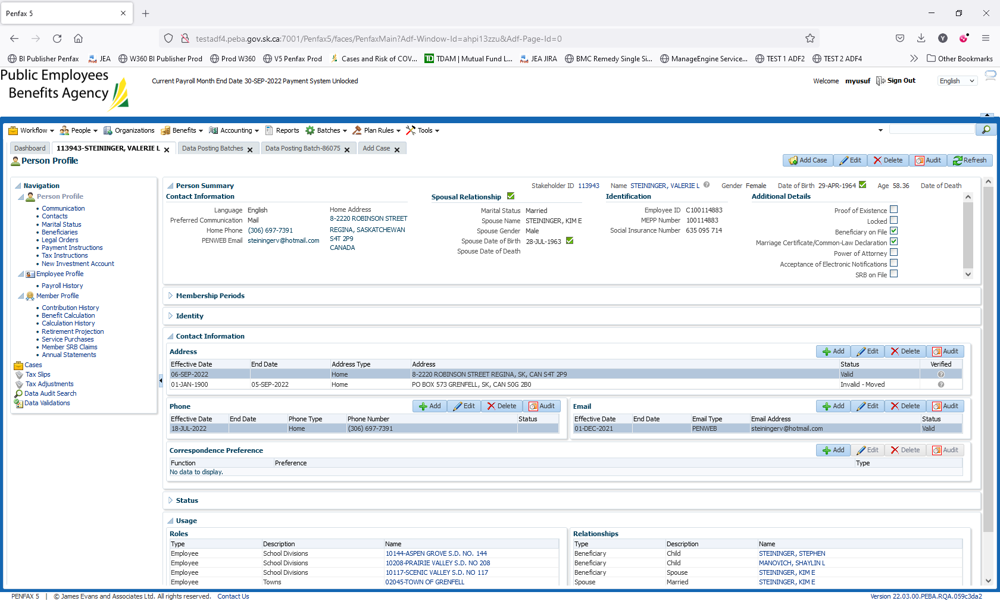 Penfax 5
testadf4.peba.gov.sk.ca:7001/Penfax5/faces/PenfaxMain?Adf-Window-Id=ahpi13zzu&Adf-Page-Id=0
BI Publisher Penfax JEA W360 BI Publisher Prod Prod W360 V5 Penfax Prod Cases and Risk of COV... TD TDAM | Mutual Fund L... JEA JIRA BMC Remedy Single Si... ManageEngine Service... TEST 1 ADF2 TEST 2 ADF4 Other Bookmarks
Public Employees
Benefits Agency
Current Payroll Month End Date 30-SEP-2022 Payment System Unlocked
Welcome myusuf Sign Out English
Workflow People Organizations Benefits Accounting Reports Batches Plan Rules Tools
Dashboard 113943-STEININGER, VALERIE L Data Posting Batches Data Posting Batch-86075 Add Case
Person Profile
Add Case Edit Delete Audit Refresh
Navigation
Person Profile
Communication
Contacts
Marital Status
Beneficiaries
Legal Orders
Payment Instructions
Tax Instructions
New Investment Account
Employee Profile
Payroll History
Member Profile
Contribution History
Benefit Calculation
Calculation History
Retirement Projection
Service Purchases
Member SRB Claims
Annual Statements
Cases
Tax Slips
Tax Adjustments
Data Audit Search
Data Validations
Person Summary Stakeholder ID 113943 Name STEININGER, VALERIE L Gender Female Date of Birth 29-APR-1964 Age 58.36 Date of Death
Contact Information
Language English
Preferred Communication Mail
Home Phone (306) 697-7391
PENWEB Email steiningerv@hotmail.com
Home Address
8-2220 ROBINSON STREET
REGINA, SASKATCHEWAN
S4T 2P9
CANADA
Spousal Relationship
Marital Status Married
Spouse Name STEININGER, KIM E
Spouse Gender Male
Spouse Date of Birth 28-JUL-1963
Spouse Date of Death
Identification
Employee ID C100114883
MEPP Number 100114883
Social Insurance Number 635 095 714
Additional Details
Proof of Existence
Locked
Beneficiary on File
Marriage Certificate/Common-Law Declaration
Power of Attorney
Acceptance of Electronic Notifications
SRB on File
Membership Periods
Identity
Contact Information
Address Add Edit Delete Audit
Effective Date End Date Address Type Address Status Verified
06-SEP-2022 Home 8-2220 ROBINSON STREET REGINA, SK, CAN S4T 2P9 Valid
01-JAN-1900 05-SEP-2022 Home PO BOX 573 GRENFELL, SK, CAN S0G 2B0 Invalid - Moved
Phone Add Edit Delete Audit
Effective Date End Date Phone Type Phone Number Status
18-JUL-2022 Home (306) 697-7391
Email Add Edit Delete Audit
Effective Date End Date Email Type Email Address Status
01-DEC-2021 PENWEB steiningerv@hotmail.com Valid
Correspondence Preference Add Edit Delete Audit
Function Preference Type
No data to display.
Status
Usage
Roles
Type Description Name
Employee School Divisions 10144-ASPEN GROVE S.D. NO. 144
Employee School Divisions 10208-PRAIRIE VALLEY S.D. NO 208
Employee School Divisions 10117-SCENIC VALLEY S.D. NO 117
Employee Towns 02045-TOWN OF GRENFELL
Relationships
Type Description Name
Beneficiary Child STEININGER, STEPHEN
Beneficiary Child MANOVICH, SHAYLIN L
Beneficiary Spouse STEININGER, KIM E
Spouse Married STEININGER, KIM E
PENFAX 5 | © James Evans and Associates Ltd. All rights reserved. Contact Us Version 22.03.00.PEBA.RQA.059c3da2